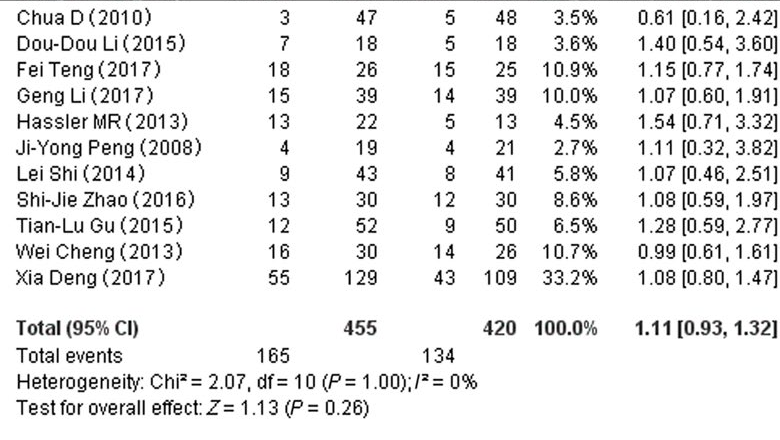 Chua D (2010) 3 47 5 48 3.5% 0.61 [0.16, 2.42]
Dou-Dou Li (2015) 7 18 5 18 3.6% 1.40 [0.54, 3.60]
Fei Teng (2017) 18 26 15 25 10.9% 1.15 [0.77, 1.74]
Geng Li (2017) 15 39 14 39 10.0% 1.07 [0.60, 1.91]
Hassler MR (2013) 13 22 5 13 4.5% 1.54 [0.71, 3.32]
Ji-Yong Peng (2008) 4 19 4 21 2.7% 1.11 [0.32, 3.82]
Lei Shi (2014) 9 43 8 41 5.8% 1.07 [0.46, 2.51]
Shi-Jie Zhao (2016) 13 30 12 30 8.6% 1.08 [0.59, 1.97]
Tian-Lu Gu (2015) 12 52 9 50 6.5% 1.28 [0.59, 2.77]
Wei Cheng (2013) 16 30 14 26 10.7% 0.99 [0.61, 1.61]
Xia Deng (2017) 55 129 43 109 33.2% 1.08 [0.80, 1.47]
Total (95% CI) 455 420 100.0% 1.11 [0.93, 1.32]
Total events 165 134
Heterogeneity: Chi² = 2.07, df = 10 (P = 1.00); I² = 0%
Test for overall effect: Z = 1.13 (P = 0.26)